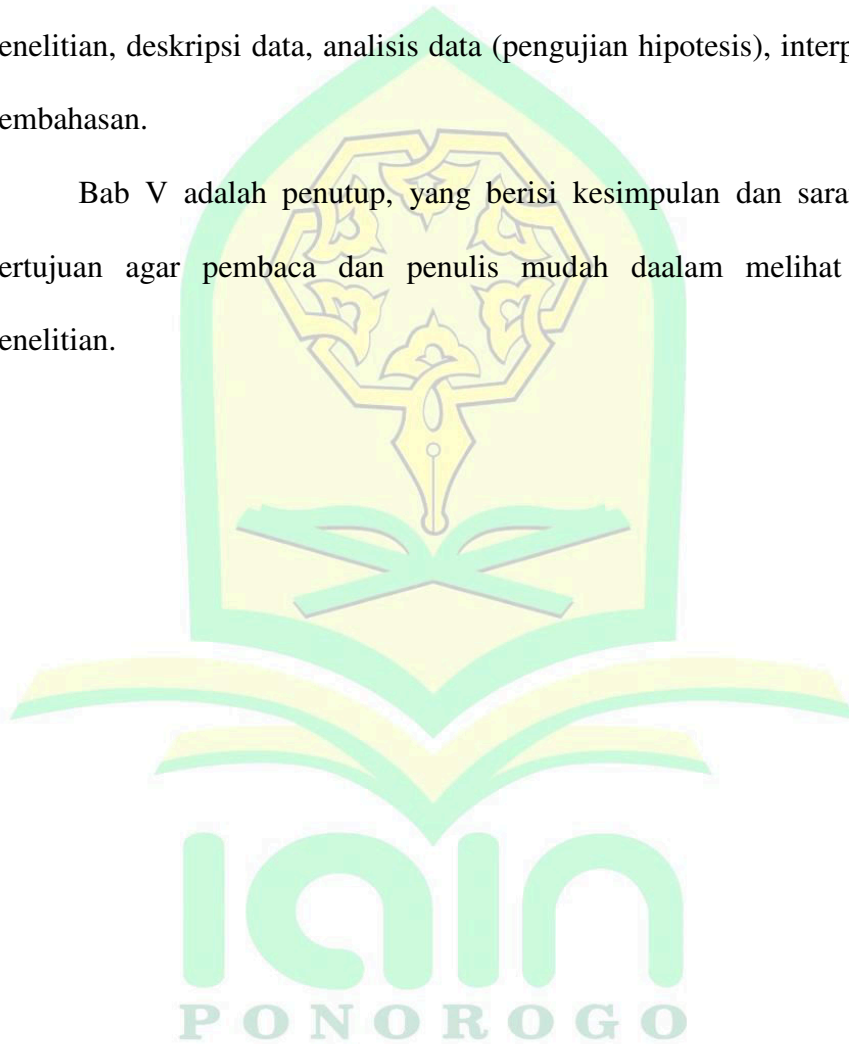 enelitian, deskripsi data, analisis data (pengujian hipotesis), interp
embahasan.
Bab V adalah penutup, yang berisi kesimpulan dan sara
ertujuan agar pembaca dan penulis mudah daalam melihat
enelitian.
iain
PONOROGO